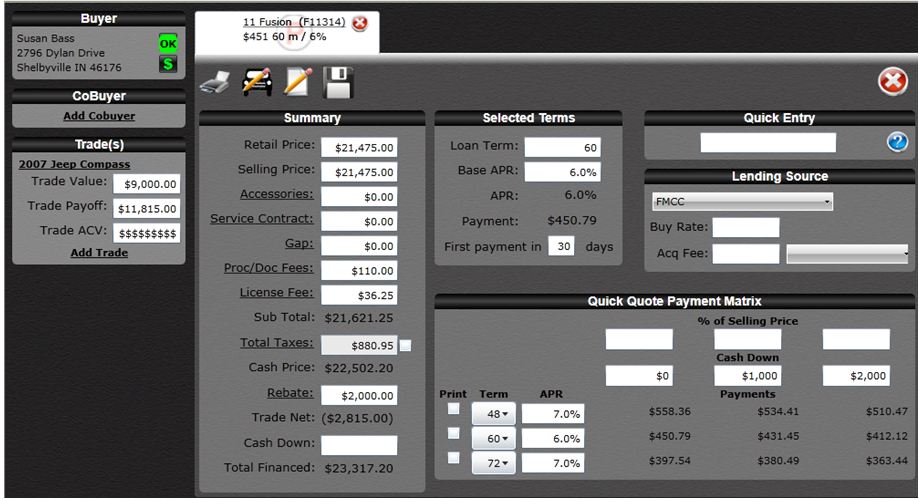 Buyer
Susan Bass
2796 Dylan Drive
Shelbyville IN 46176
OK
$
CoBuyer
Add Cobuyer
Trade(s)
2007 Jeep Compass
Trade Value: $9,000.00
Trade Payoff: $11,815.00
Trade ACV: $$$$$$$$$
Add Trade
11 Fusion (F11314)
$451 60 m / 6%
Summary
Retail Price: $21,475.00
Selling Price: $21,475.00
Accessories: $0.00
Service Contract: $0.00
Gap: $0.00
Proc/Doc Fees: $110.00
License Fee: $36.25
Sub Total: $21,621.25
Total Taxes: $880.95
Cash Price: $22,502.20
Rebate: $2,000.00
Trade Net: ($2,815.00)
Cash Down:
Total Financed: $23,317.20
Selected Terms
Loan Term: 60
Base APR: 6.0%
APR: 6.0%
Payment: $450.79
First payment in 30 days
Quick Entry
?
Lending Source
FMCC
Buy Rate:
Acq Fee:
Quick Quote Payment Matrix
% of Selling Price
Cash Down
$0 $1,000 $2,000
Print Term APR Payments
48 7.0% $558.36 $534.41 $510.47
60 6.0% $450.79 $431.45 $412.12
72 7.0% $397.54 $380.49 $363.44